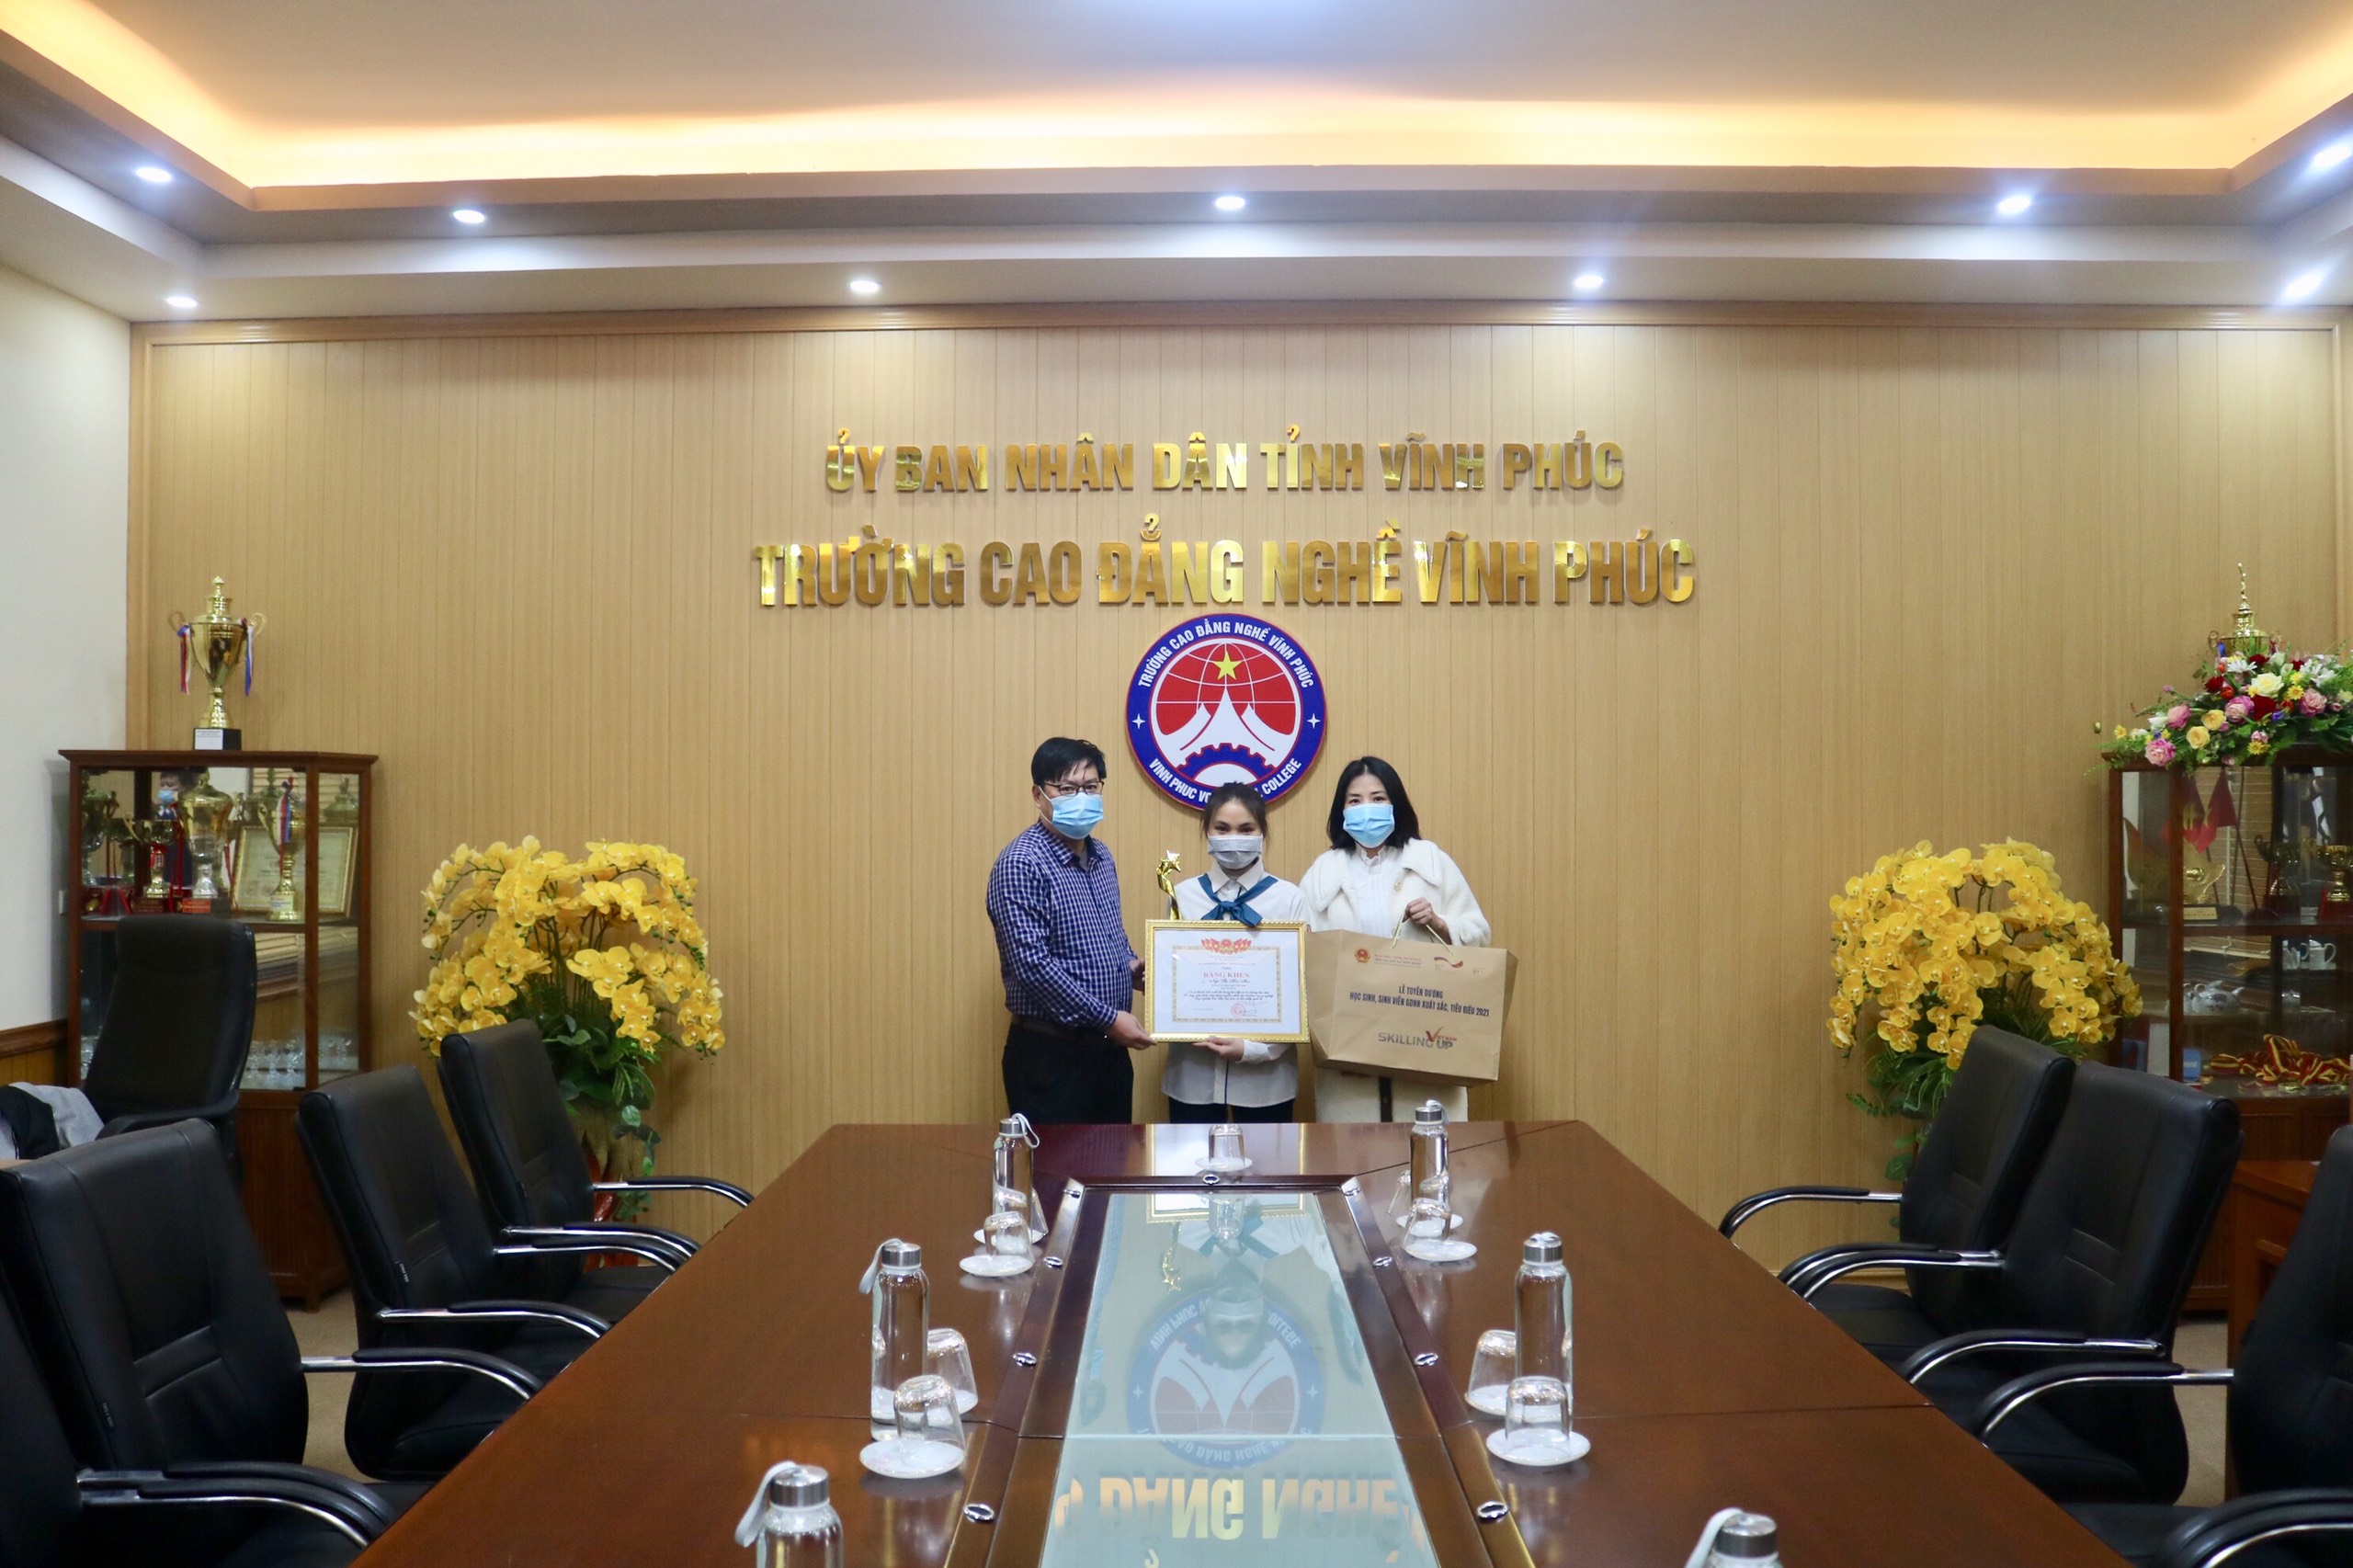 ỦY BAN NHÂN DÂN TỈNH VĨNH PHÚC
TRƯỜNG CAO ĐẲNG NGHỀ VĨNH PHÚC
TRƯỜNG CAO ĐẲNG NGHỀ VĨNH PHÚC
VINH PHUC COLLEGE
BẰNG KHEN
LỄ TUYÊN DƯƠNG
HỌC SINH, SINH VIÊN GDNN XUẤT SẮC, TIÊU BIỂU 2021
SKILLING UP
VIỆT NAM